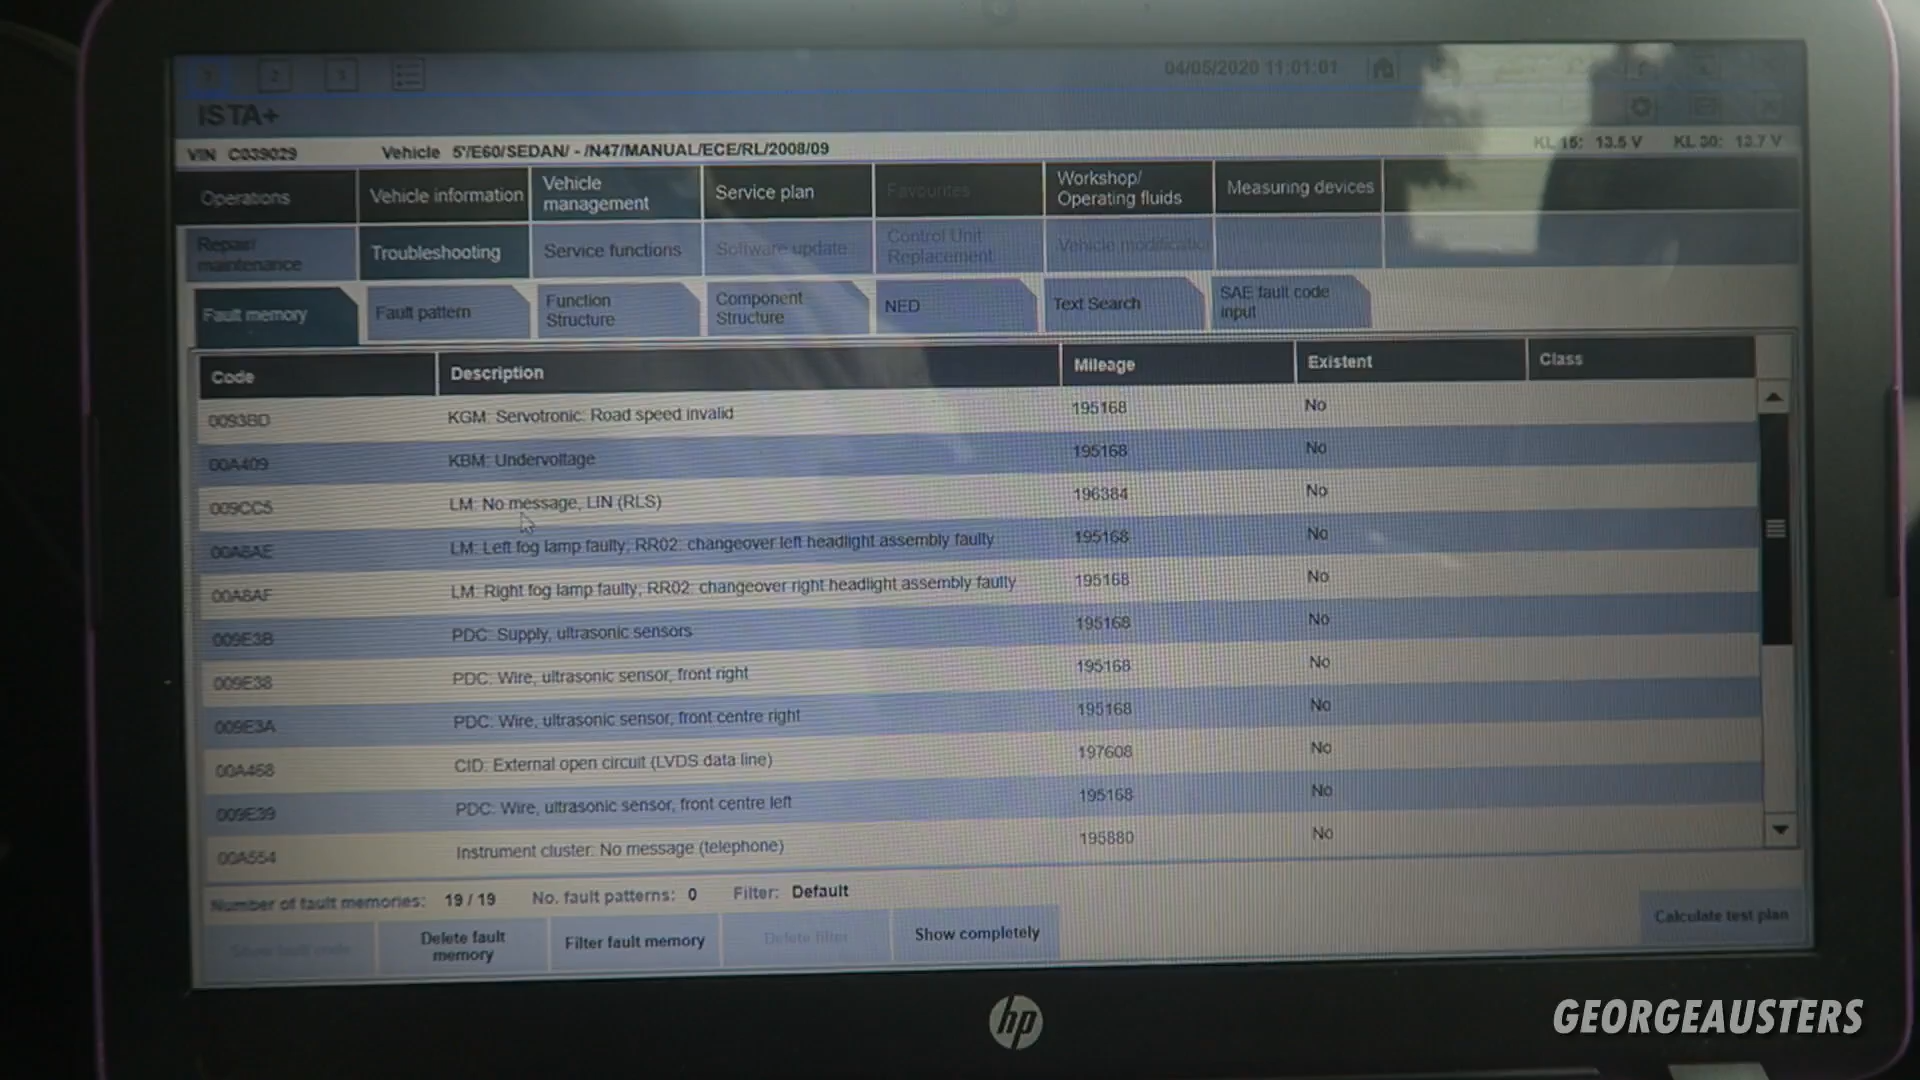 1 2 3
04/05/2020 11:01:01
ISTA+
VIN C039029 Vehicle 5'/E60/SEDAN/ - /N47/MANUAL/ECE/RL/2008/09 KL 15: 13.5 V KL 30: 13.7 V
Operations Vehicle information Vehicle management Service plan Favourites Workshop/ Operating fluids Measuring devices
Repair/ maintenance Troubleshooting Service functions Software update Control Unit Replacement Vehicle modification
Fault memory Fault pattern Function Structure Component Structure NED Text Search SAE fault code input
Code Description Mileage Existent Class
0093BD KGM: Servotronic: Road speed invalid 195168 No
00A409 KBM: Undervoltage 195168 No
009CC5 LM: No message, LIN (RLS) 196384 No
00A8AE LM: Left fog lamp faulty; RR02: changeover left headlight assembly faulty 195168 No
00A8AF LM: Right fog lamp faulty; RR02: changeover right headlight assembly faulty 195168 No
009E3B PDC: Supply, ultrasonic sensors 195168 No
009E38 PDC: Wire, ultrasonic sensor, front right 195168 No
009E3A PDC: Wire, ultrasonic sensor, front centre right 195168 No
00A468 CID: External open circuit (LVDS data line) 197608 No
009E39 PDC: Wire, ultrasonic sensor, front centre left 195168 No
00A554 Instrument cluster: No message (telephone) 195880 No
Number of fault memories: 19 / 19 No. fault patterns: 0 Filter: Default
Show fault code Delete fault memory Filter fault memory Delete filter Show completely Calculate test plan
hp
GEORGEAUSTERS